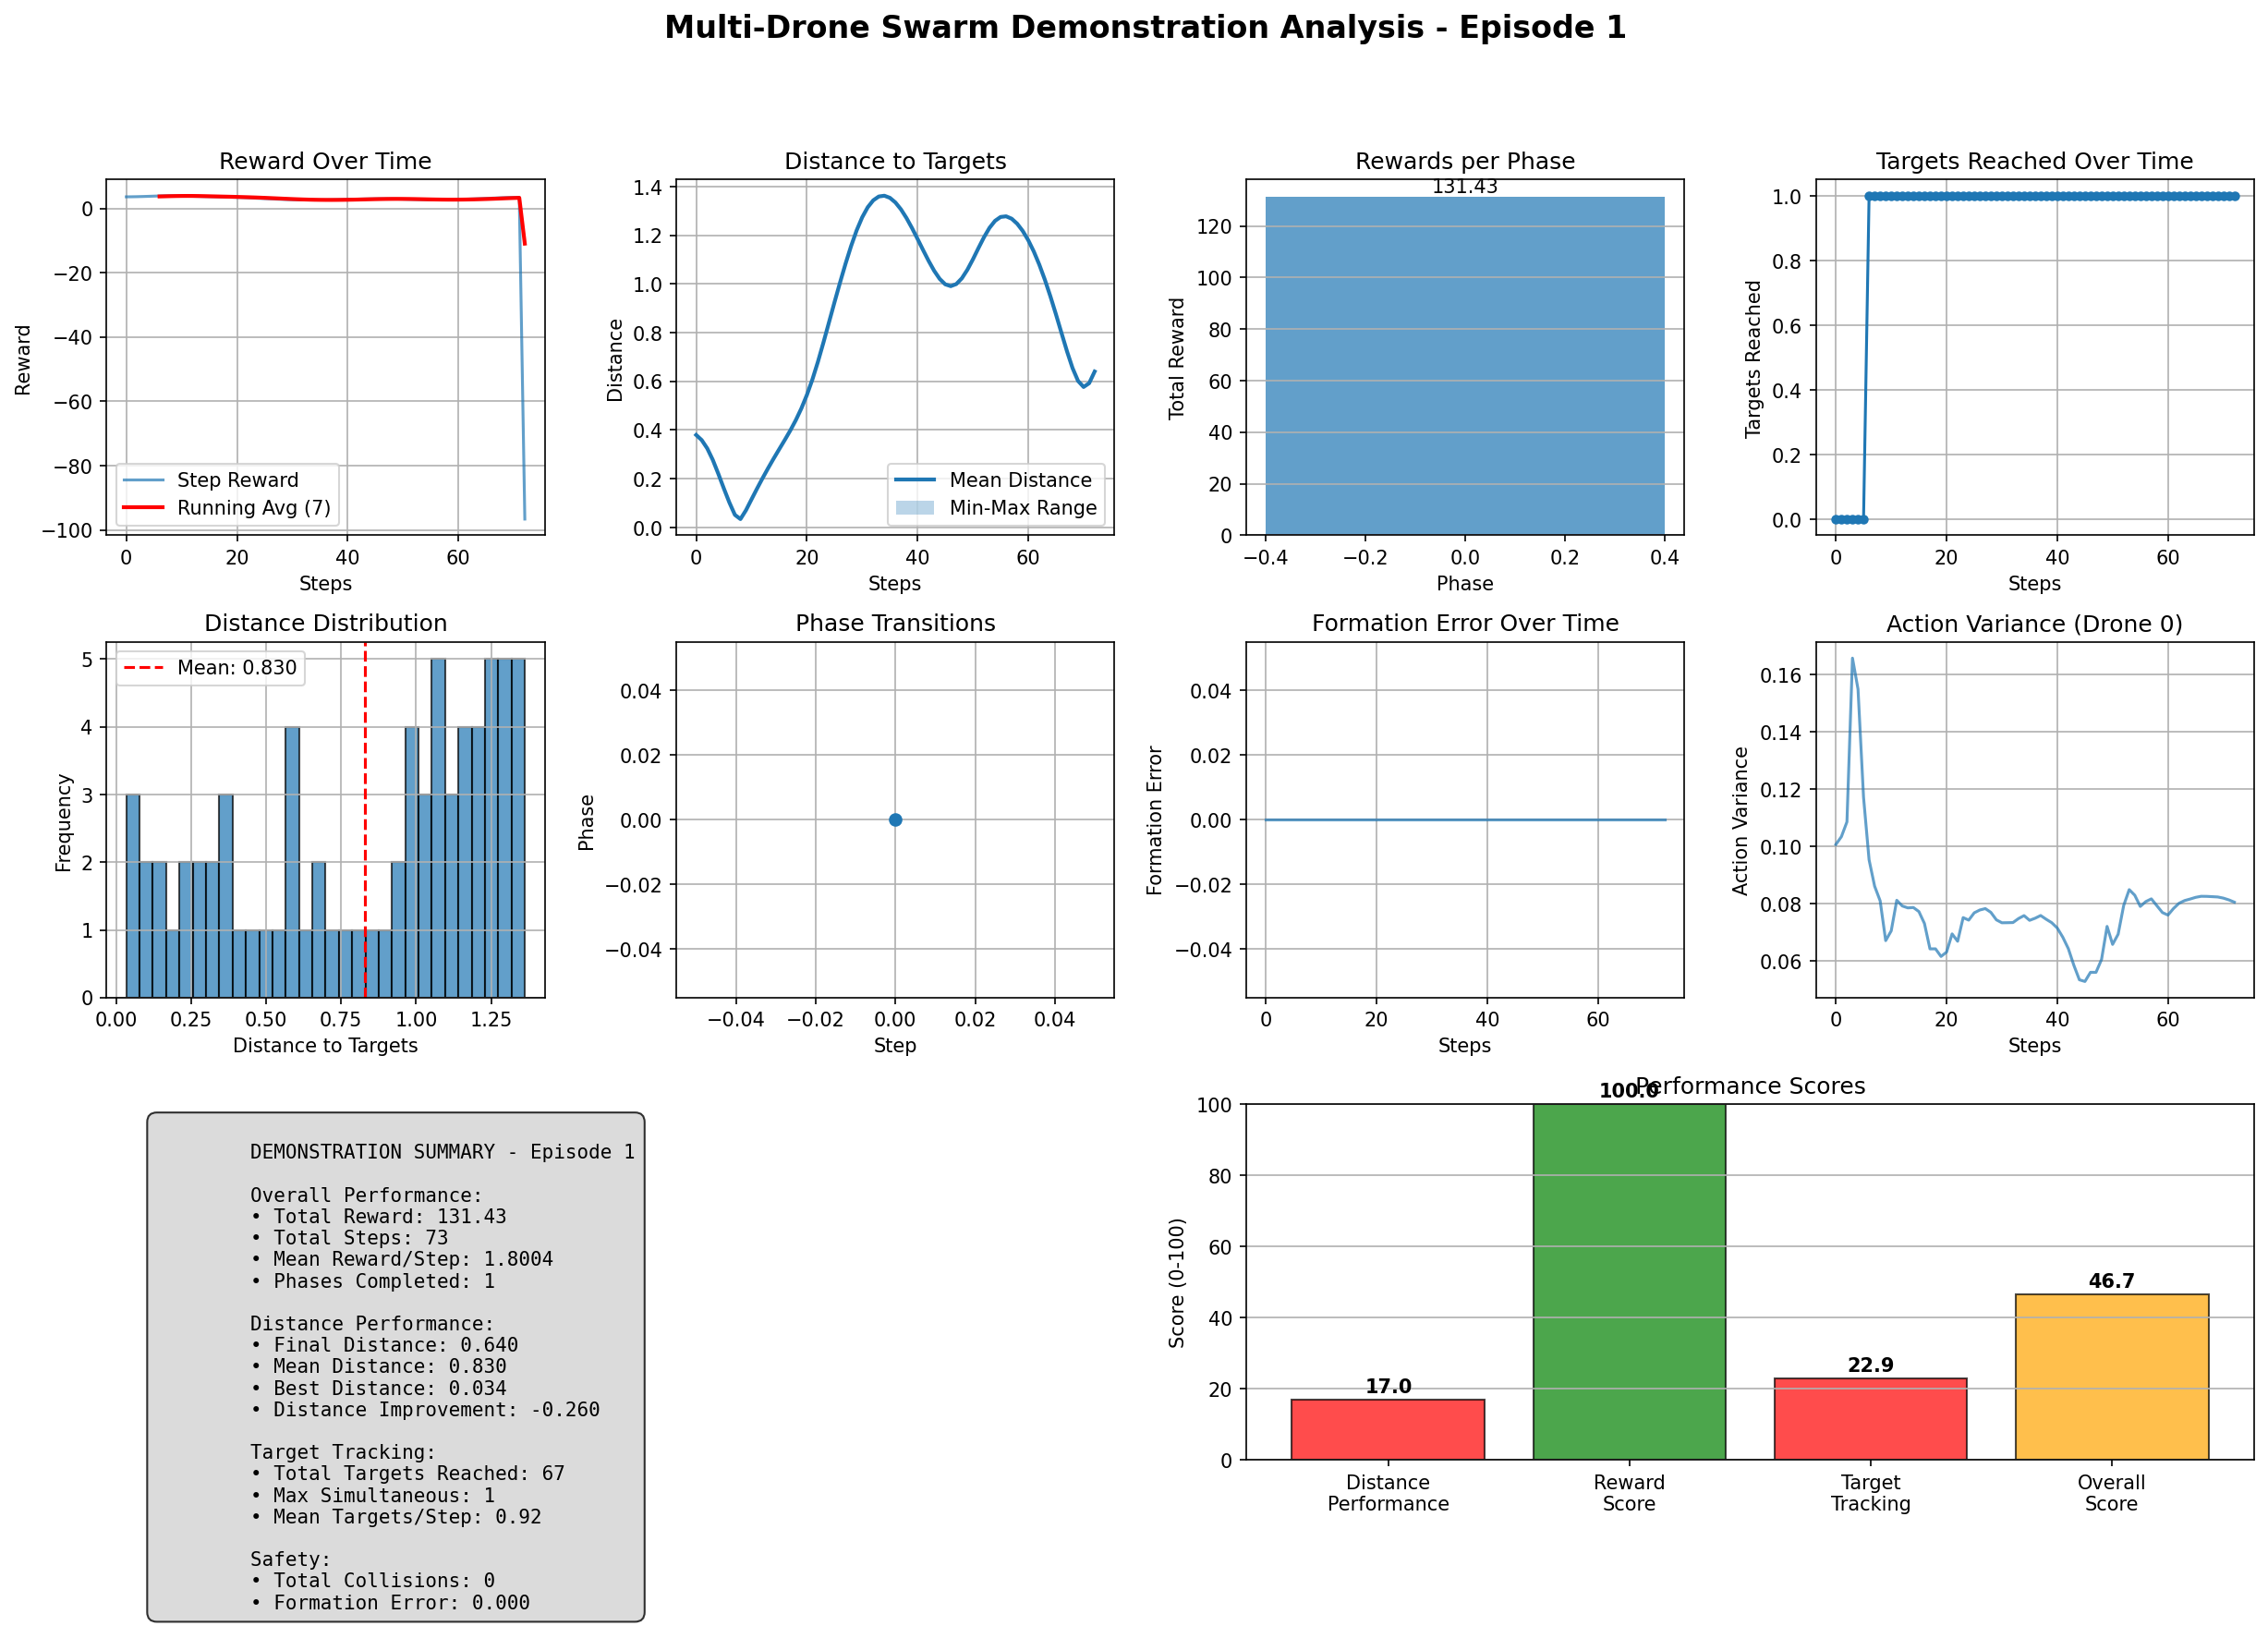 Multi-Drone Swarm Demonstration Analysis - Episode 1
Reward Over Time
0
−20
−40
−60
−80
−100
Reward
Step Reward
Running Avg (7)
0 20 40 60
Steps
Distance to Targets
1.4
1.2
1.0
0.8
0.6
0.4
0.2
0.0
Distance
Mean Distance
Min-Max Range
0 20 40 60
Steps
Rewards per Phase
131.43
120
100
80
60
40
20
0
Total Reward
−0.4 −0.2 0.0 0.2 0.4
Phase
Targets Reached Over Time
1.0
0.8
0.6
0.4
0.2
0.0
Targets Reached
0 20 40 60
Steps
Distance Distribution
Mean: 0.830
5
4
3
2
1
0
Frequency
0.00 0.25 0.50 0.75 1.00 1.25
Distance to Targets
Phase Transitions
0.04
0.02
0.00
−0.02
−0.04
Phase
−0.04 −0.02 0.00 0.02 0.04
Step
Formation Error Over Time
0.04
0.02
0.00
−0.02
−0.04
Formation Error
0 20 40 60
Steps
Action Variance (Drone 0)
0.16
0.14
0.12
0.10
0.08
0.06
Action Variance
0 20 40 60
Steps
DEMONSTRATION SUMMARY - Episode 1
Overall Performance:
• Total Reward: 131.43
• Total Steps: 73
• Mean Reward/Step: 1.8004
• Phases Completed: 1
Distance Performance:
• Final Distance: 0.640
• Mean Distance: 0.830
• Best Distance: 0.034
• Distance Improvement: -0.260
Target Tracking:
• Total Targets Reached: 67
• Max Simultaneous: 1
• Mean Targets/Step: 0.92
Safety:
• Total Collisions: 0
• Formation Error: 0.000
Performance Scores
100
80
60
40
20
0
Score (0-100)
17.0
100.0
22.9
46.7
Distance
Performance
Reward
Score
Target
Tracking
Overall
Score